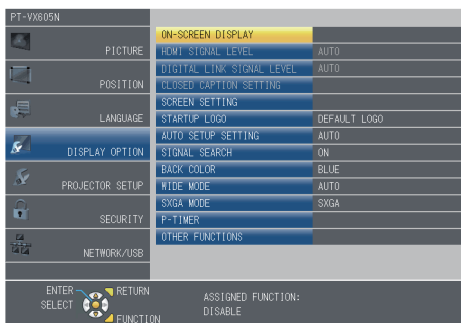 PT-VX605N
PICTURE
POSITION
LANGUAGE
DISPLAY OPTION
PROJECTOR SETUP
SECURITY
NETWORK/USB
ON-SCREEN DISPLAY
HDMI SIGNAL LEVEL AUTO
DIGITAL LINK SIGNAL LEVEL AUTO
CLOSED CAPTION SETTING
SCREEN SETTING
STARTUP LOGO DEFAULT LOGO
AUTO SETUP SETTING AUTO
SIGNAL SEARCH ON
BACK COLOR BLUE
WIDE MODE AUTO
SXGA MODE SXGA
P-TIMER
OTHER FUNCTIONS
ENTER RETURN
SELECT
FUNCTION
ASSIGNED FUNCTION:
DISABLE